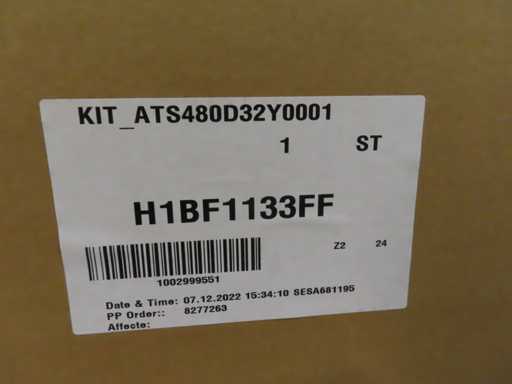 KIT_ATS480D32Y0001
1 ST
H1BF1133FF
Z2 24
1002999551
Date & Time: 07.12.2022 15:34:10 SESA681195
PP Order:: 8277263
Affecte: